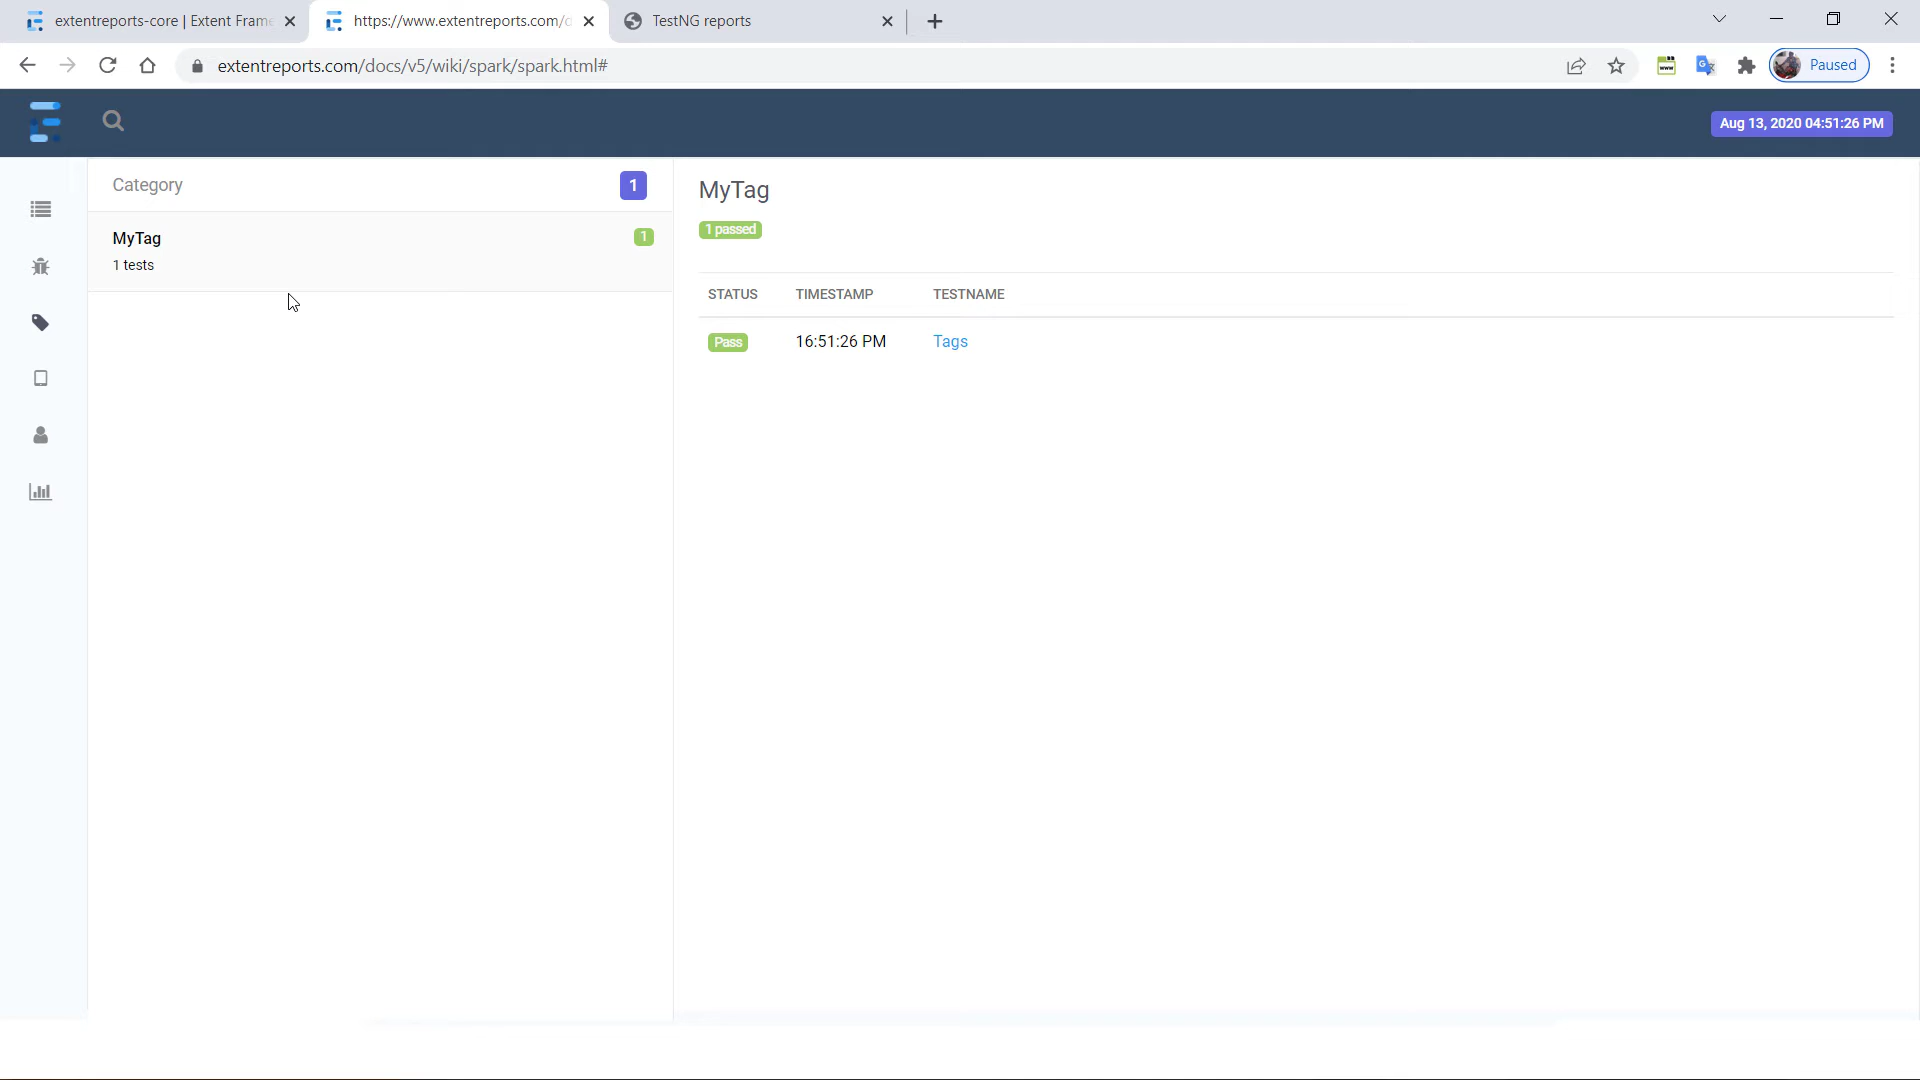 extentreports-core | Extent Frame
https://www.extentreports.com/d
TestNG reports
extentreports.com/docs/v5/wiki/spark/spark.html#
Paused
Aug 13, 2020 04:51:26 PM
Category 1
MyTag 1
1 tests
MyTag
1 passed
STATUS TIMESTAMP TESTNAME
Pass 16:51:26 PM Tags